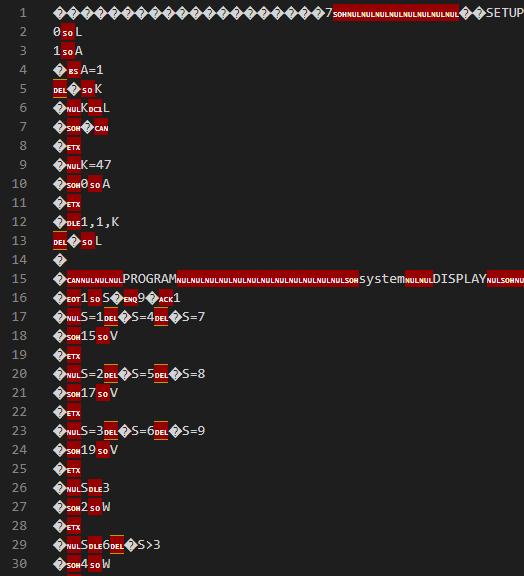 1 �������������������� 7SOHNULNULNULNULNULNULNULNUL��SETUP
2 0SOL
3 1SOA
4 �BSA=1
5 DEL�SOK
6 �NULKDC1L
7 �SOH�CAN
8 �ETX
9 �NULK=47
10 �SOH0SOA
11 �ETX
12 �DLE1,1,K
13 DEL�SOL
14 �
15 �CANNULNULNULPROGRAMNULNULNULNULNULNULNULNULNULNULNULNULNULSOHsystemNULNULDISPLAYNULSOHNU
16 �EOT1SOS�ENQ9�ACK1
17 �NULS=1DEL�S=4DEL�S=7
18 �SOH15SOV
19 �ETX
20 �NULS=2DEL�S=5DEL�S=8
21 �SOH17SOV
22 �ETX
23 �NULS=3DEL�S=6DEL�S=9
24 �SOH19SOV
25 �ETX
26 �NULSDLE3
27 �SOH2SOW
28 �ETX
29 �NULSDLE6DEL�S>3
30 �SOH4SOW